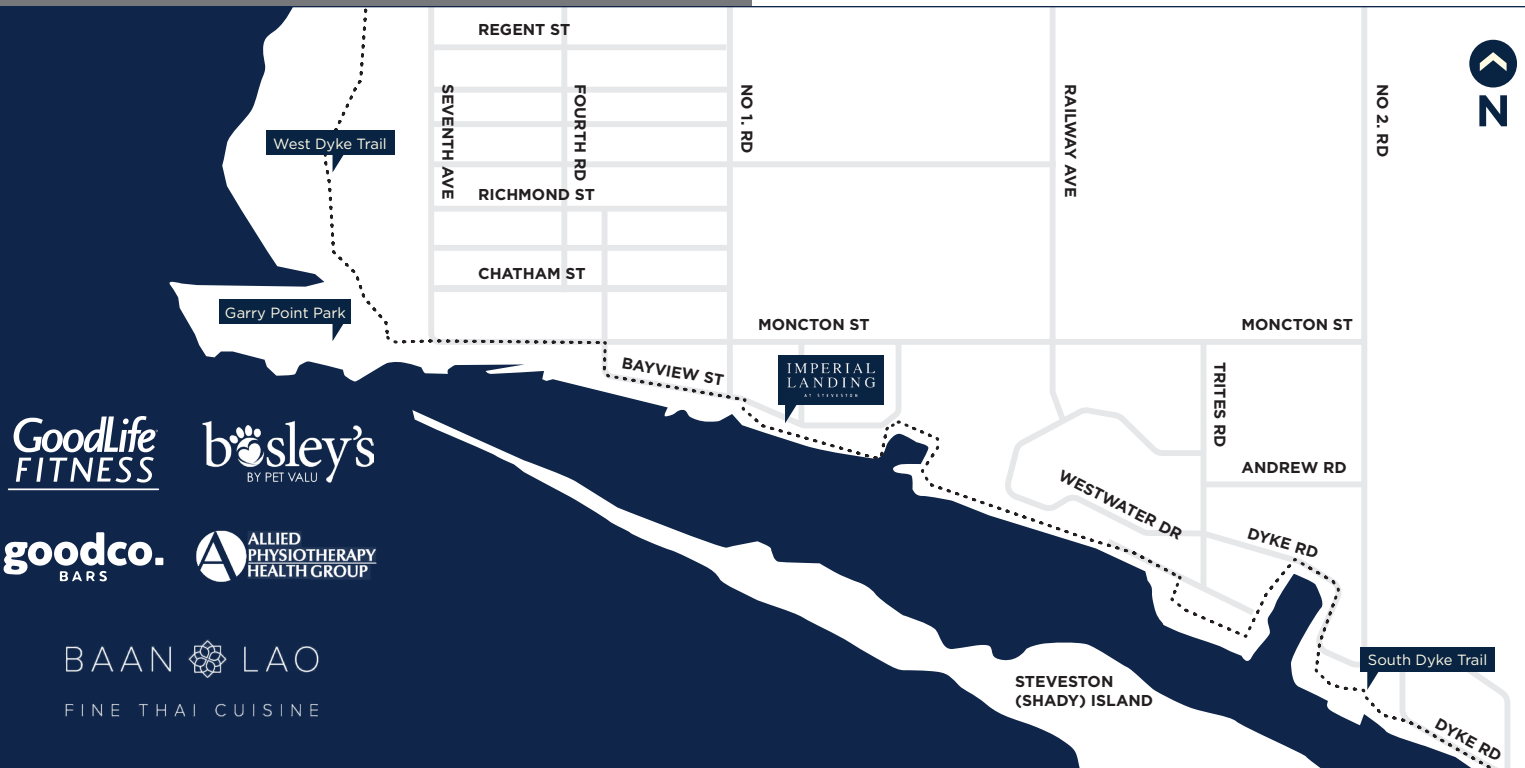 REGENT ST
SEVENTH AVE
FOURTH RD
NO 1. RD
RAILWAY AVE
NO 2. RD
N
West Dyke Trail
RICHMOND ST
CHATHAM ST
Garry Point Park
MONCTON ST
MONCTON ST
BAYVIEW ST
IMPERIAL
LANDING
AT STEVESTON
TRITES RD
ANDREW RD
WESTWATER DR
DYKE RD
GoodLife
FITNESS
bosley's
BY PET VALU
goodco.
BARS
A
ALLIED
PHYSIOTHERAPY
HEALTH GROUP
BAAN LAO
FINE THAI CUISINE
STEVESTON
(SHADY) ISLAND
South Dyke Trail
DYKE RD